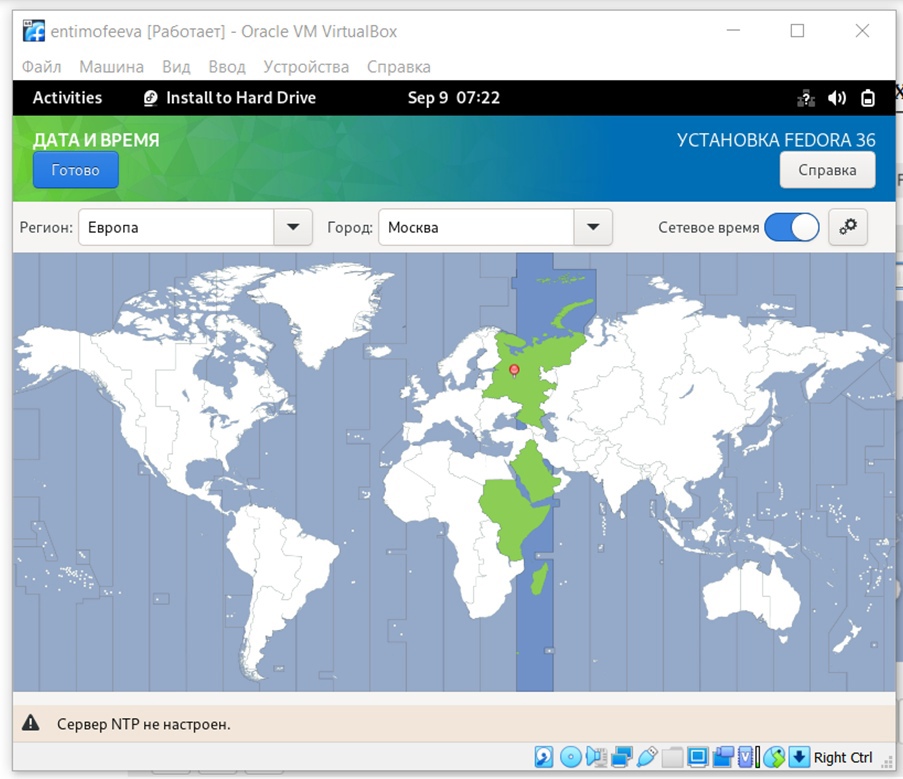 entimofeeva [Работает] - Oracle VM VirtualBox
Файл Машина Вид Ввод Устройства Справка
Activities Install to Hard Drive Sep 9 07:22
ДАТА И ВРЕМЯ УСТАНОВКА FEDORA 36
Готово Справка
Регион: Европа Город: Москва Сетевое время
Сервер NTP не настроен.
Right Ctrl